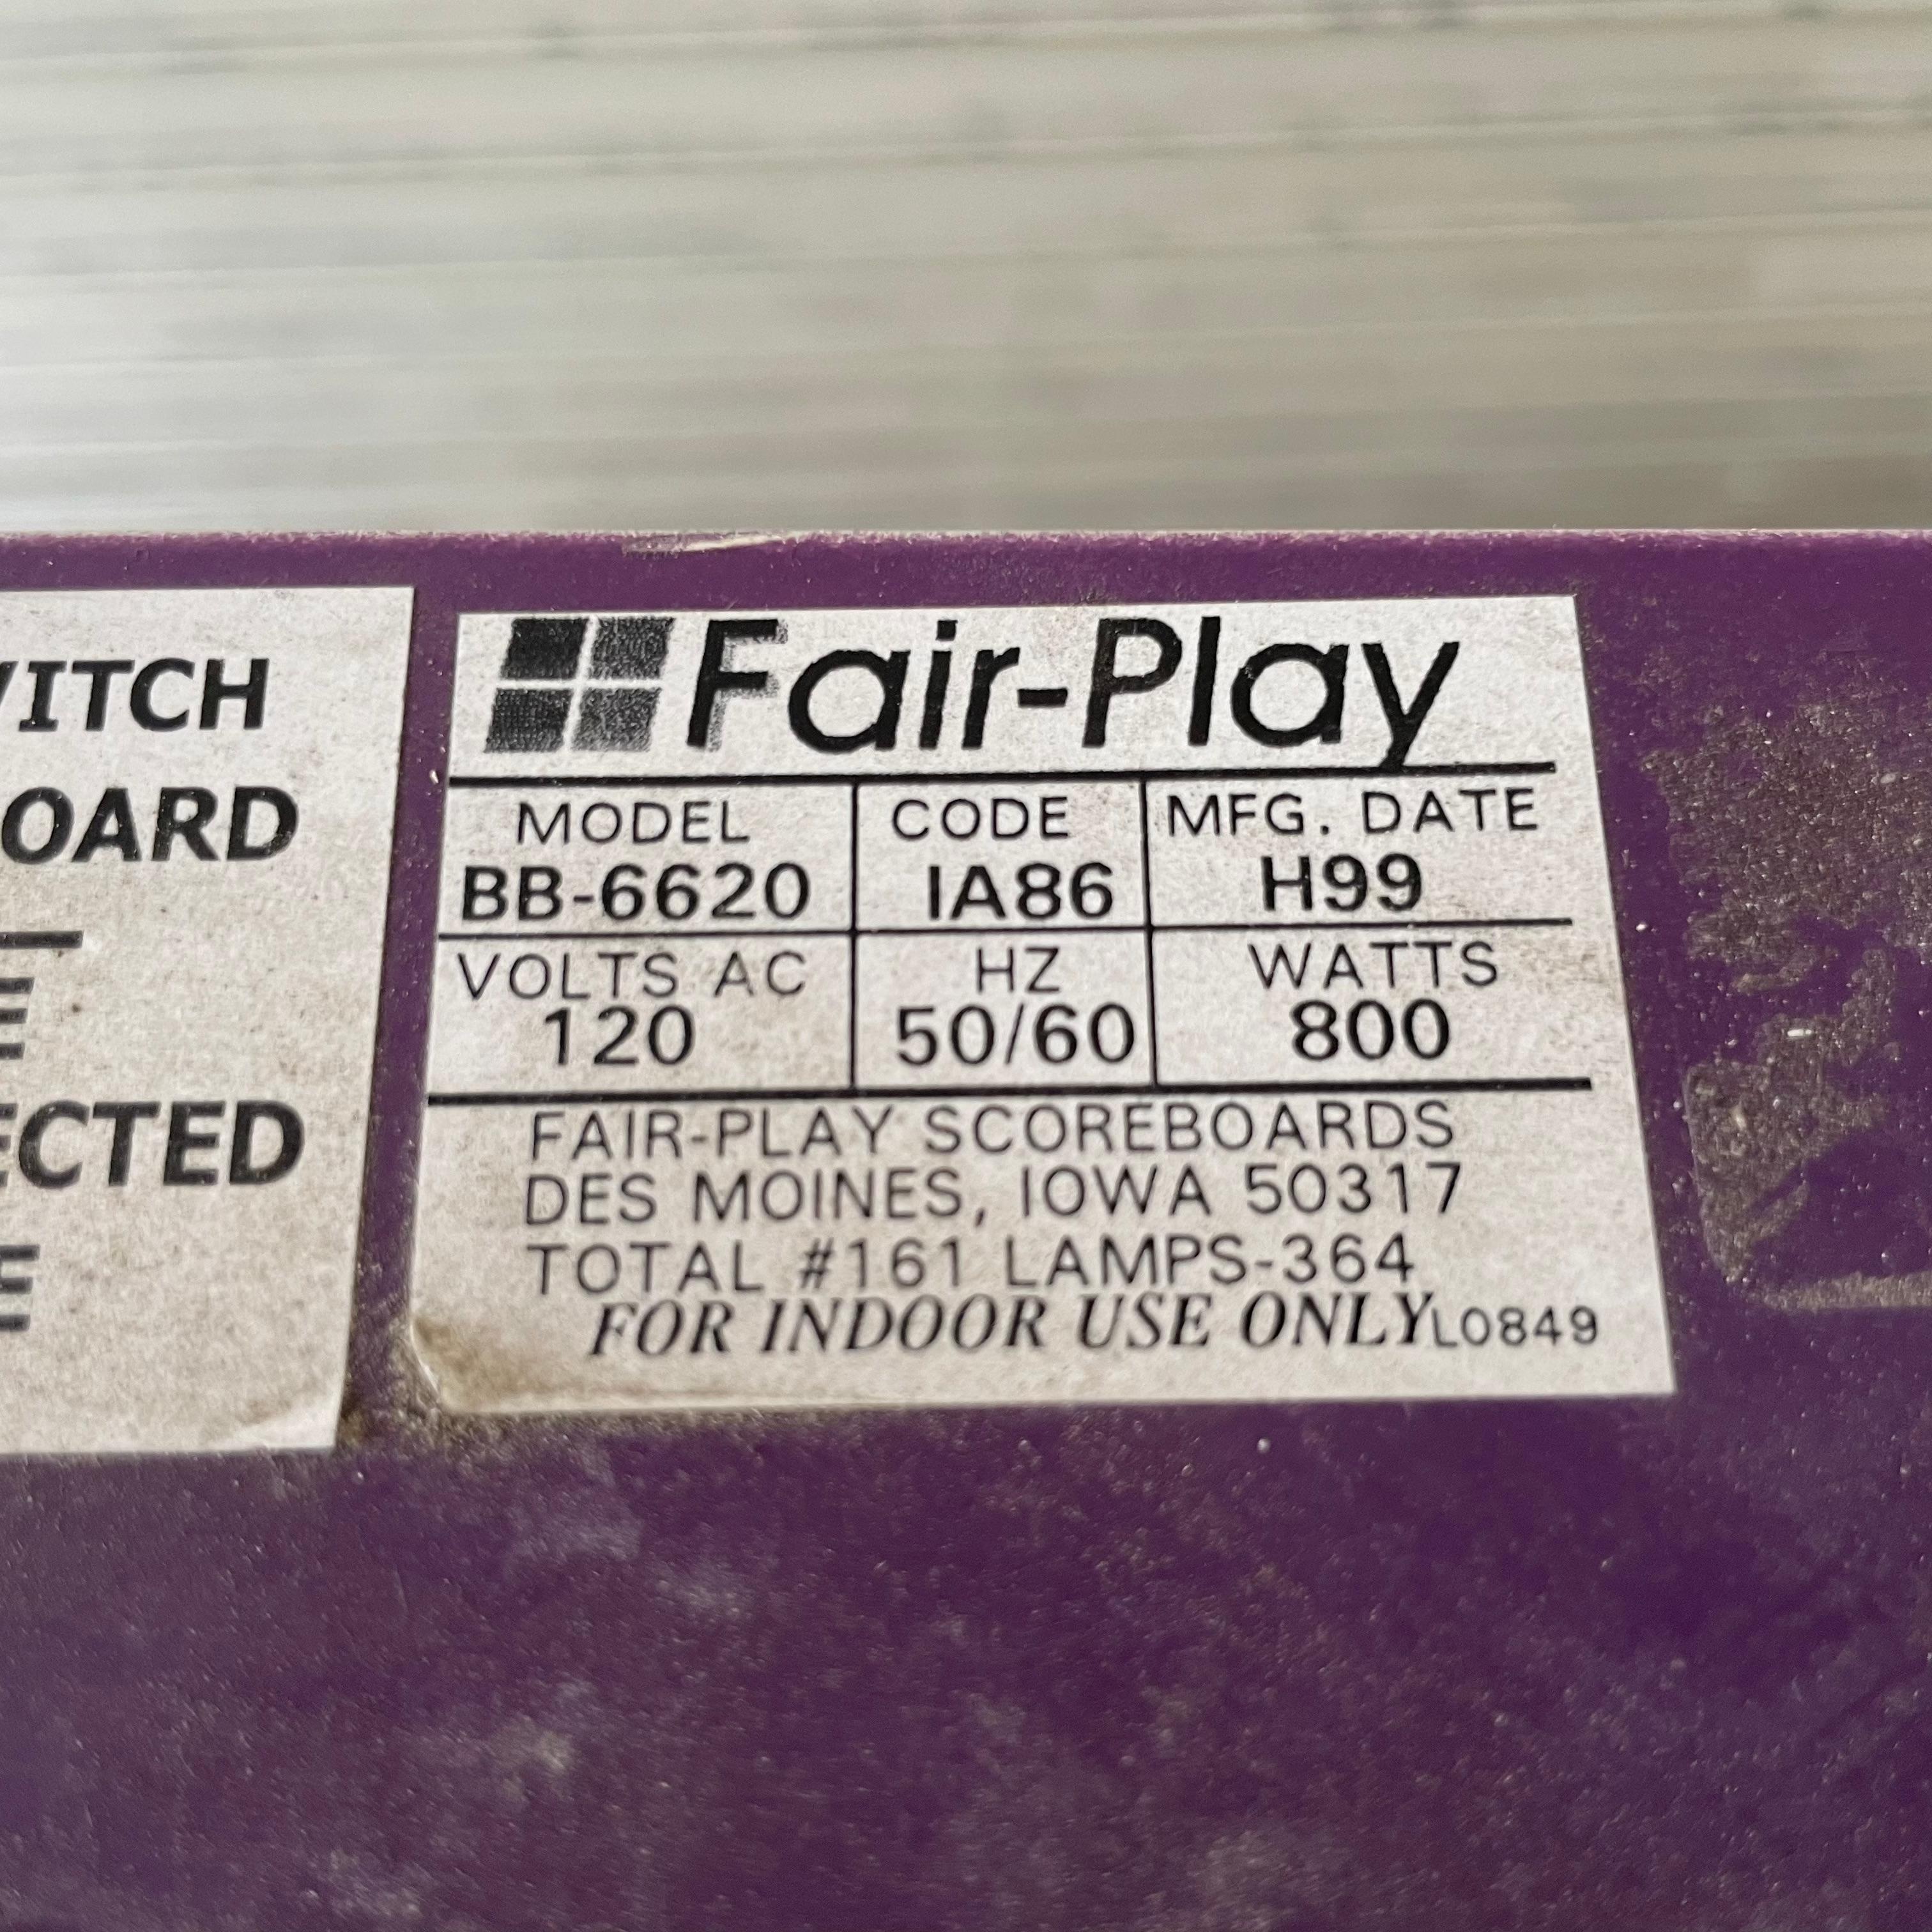 ITCH
OARD
E
ECTED
E
Fair-Play
MODEL CODE MFG. DATE
BB-6620 IA86 H99
VOLTS AC HZ WATTS
120 50/60 800
FAIR-PLAY SCOREBOARDS
DES MOINES, IOWA 50317
TOTAL #161 LAMPS-364
FOR INDOOR USE ONLY L0849